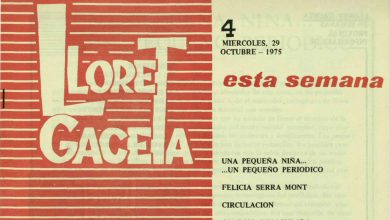 LLORET
GACETA
4
MIERCOLES, 29
OCTUBRE - 1975
esta semana
UNA PEQUEÑA NIÑA...
...UN PEQUEÑO PERIODICO
FELICIA SERRA MONT
CIRCULACION